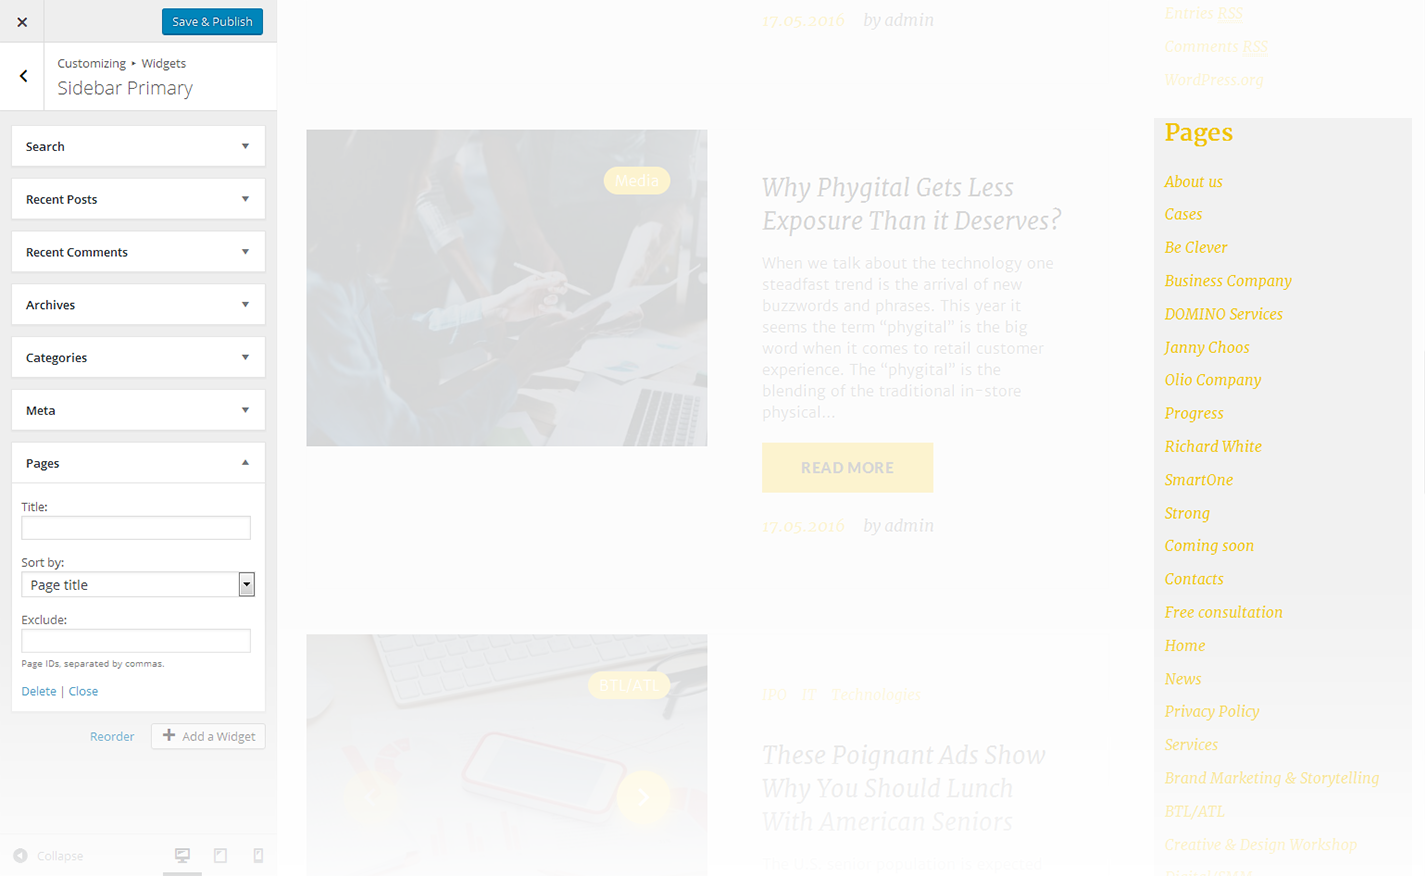 Save & Publish
Customizing ▸ Widgets
Sidebar Primary
Search
Recent Posts
Recent Comments
Archives
Categories
Meta
Pages
Title:
Sort by:
Page title
Exclude:
Page IDs, separated by commas.
Delete | Close
Reorder
Add a Widget
Collapse
17.05.2016 by admin
Media
Why Phygital Gets Less
Exposure Than it Deserves?
When we talk about the technology one
steadfast trend is the arrival of new
buzzwords and phrases. This year it
seems the term “phygital” is the big
word when it comes to retail customer
experience. The “phygital” is the
blending of the traditional in-store
physical...
READ MORE
17.05.2016 by admin
BTL/ATL
IPO IT Technologies
These Poignant Ads Show
Why You Should Lunch
With American Seniors
Entries RSS
Comments RSS
WordPress.org
Pages
About us
Cases
Be Clever
Business Company
DOMINO Services
Janny Choos
Olio Company
Progress
Richard White
SmartOne
Strong
Coming soon
Contacts
Free consultation
Home
News
Privacy Policy
Services
Brand Marketing & Storytelling
BTL/ATL
Creative & Design Workshop